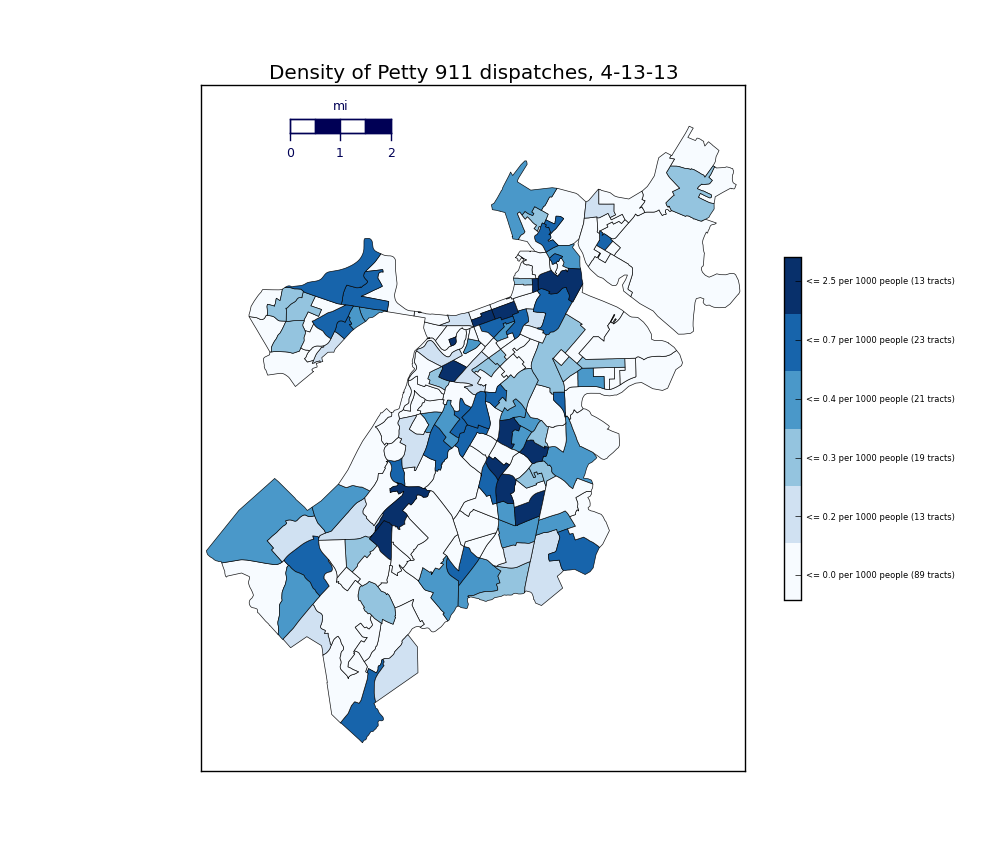 Density of Petty 911 dispatches, 4-13-13
mi
0 1 2
<= 2.5 per 1000 people (13 tracts)
<= 0.7 per 1000 people (23 tracts)
<= 0.4 per 1000 people (21 tracts)
<= 0.3 per 1000 people (19 tracts)
<= 0.2 per 1000 people (13 tracts)
<= 0.0 per 1000 people (89 tracts)